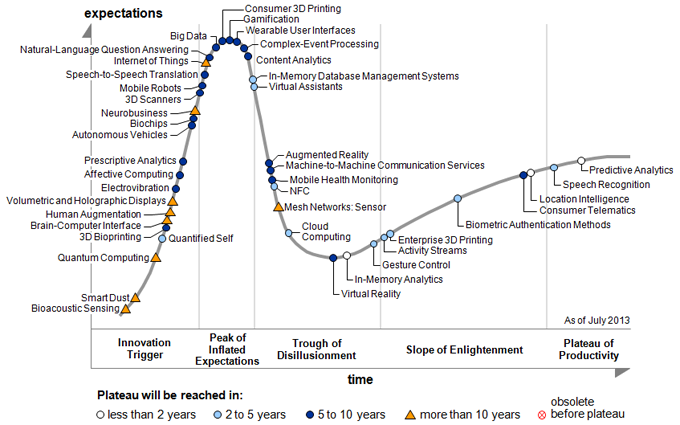 expectations
Consumer 3D Printing
Gamification
Big Data
Wearable User Interfaces
Natural-Language Question Answering
Complex-Event Processing
Internet of Things
Content Analytics
Speech-to-Speech Translation
In-Memory Database Management Systems
Mobile Robots
Virtual Assistants
3D Scanners
Neurobusiness
Biochips
Autonomous Vehicles
Prescriptive Analytics
Augmented Reality
Machine-to-Machine Communication Services
Affective Computing
Mobile Health Monitoring
Electrovibration
NFC
Volumetric and Holographic Displays
Mesh Networks: Sensor
Human Augmentation
Brain-Computer Interface
3D Bioprinting
Quantified Self
Cloud
Computing
Quantum Computing
Smart Dust
Bioacoustic Sensing
Predictive Analytics
Speech Recognition
Location Intelligence
Consumer Telematics
Biometric Authentication Methods
Enterprise 3D Printing
Activity Streams
Gesture Control
In-Memory Analytics
Virtual Reality
As of July 2013
Innovation
Trigger
Peak of
Inflated
Expectations
Trough of
Disillusionment
Slope of Enlightenment
Plateau of
Productivity
time
Plateau will be reached in:
less than 2 years
2 to 5 years
5 to 10 years
more than 10 years
obsolete
before plateau